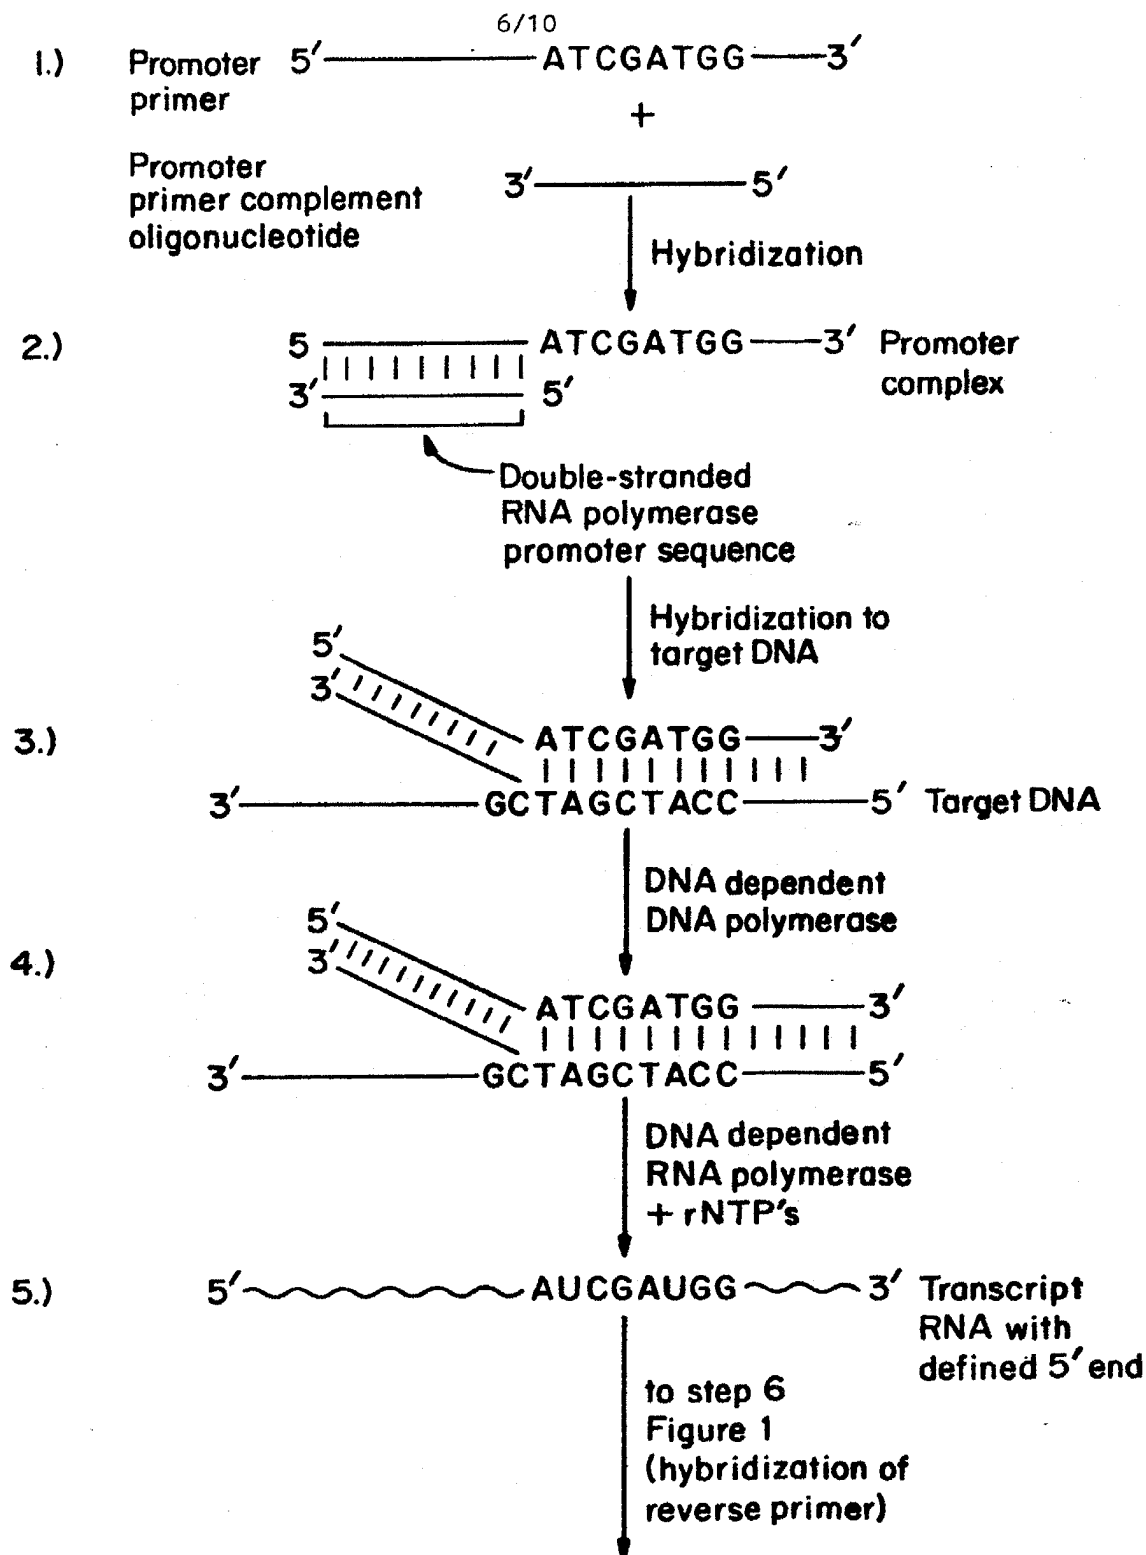 6/10
1.) Promoter primer 5′ ATCGATGG 3′
+
Promoter
primer complement
oligonucleotide
3′ 5′
Hybridization
2.) 5 ATCGATGG 3′ Promoter
complex
3′ 5′
Double-stranded
RNA polymerase
promoter sequence
Hybridization to
target DNA
5′
3′
3.) ATCGATGG 3′
3′ GCTAGCTACC 5′ Target DNA
DNA dependent
DNA polymerase
5′
3′
4.) ATCGATGG 3′
3′ GCTAGCTACC 5′
DNA dependent
RNA polymerase
+ rNTP's
5.) 5′ AUCGAUGG 3′ Transcript
RNA with
defined 5′ end
to step 6
Figure 1
(hybridization of
reverse primer)